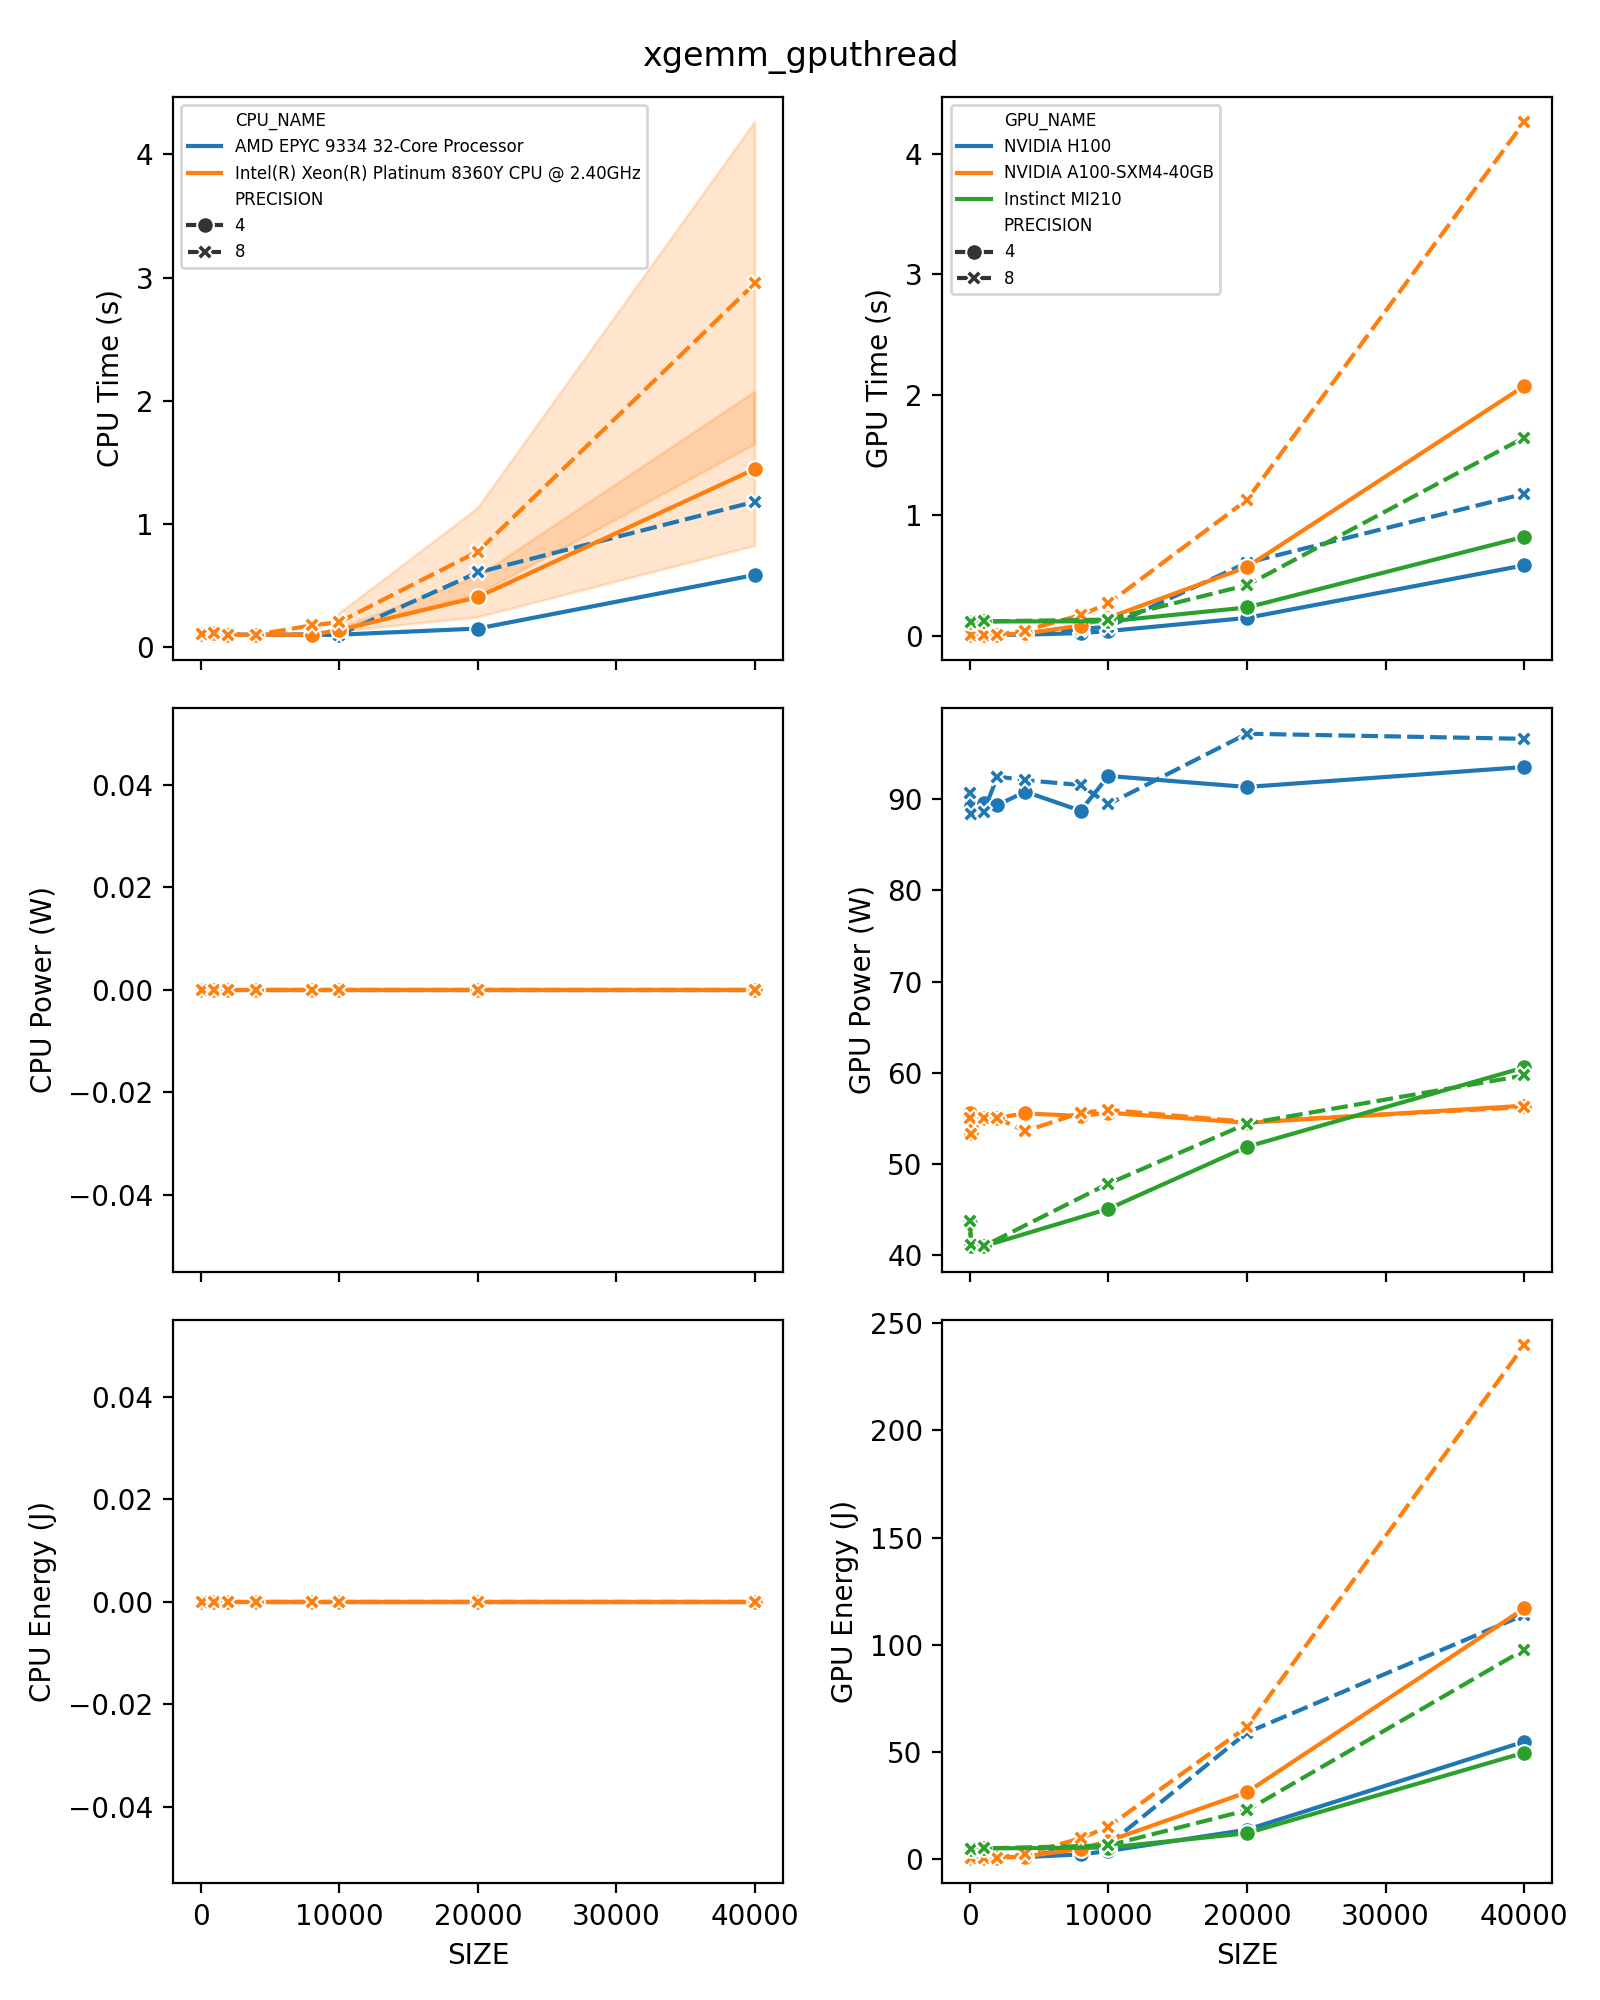 xgemm_gputhread
CPU_NAME
AMD EPYC 9334 32-Core Processor
Intel(R) Xeon(R) Platinum 8360Y CPU @ 2.40GHz
PRECISION
4
8
CPU Time (s)
4
3
2
1
0
GPU_NAME
NVIDIA H100
NVIDIA A100-SXM4-40GB
Instinct MI210
PRECISION
4
8
GPU Time (s)
4
3
2
1
0
CPU Power (W)
0.04
0.02
0.00
−0.02
−0.04
GPU Power (W)
90
80
70
60
50
40
CPU Energy (J)
0.04
0.02
0.00
−0.02
−0.04
0 10000 20000 30000 40000
SIZE
GPU Energy (J)
250
200
150
100
50
0
0 10000 20000 30000 40000
SIZE